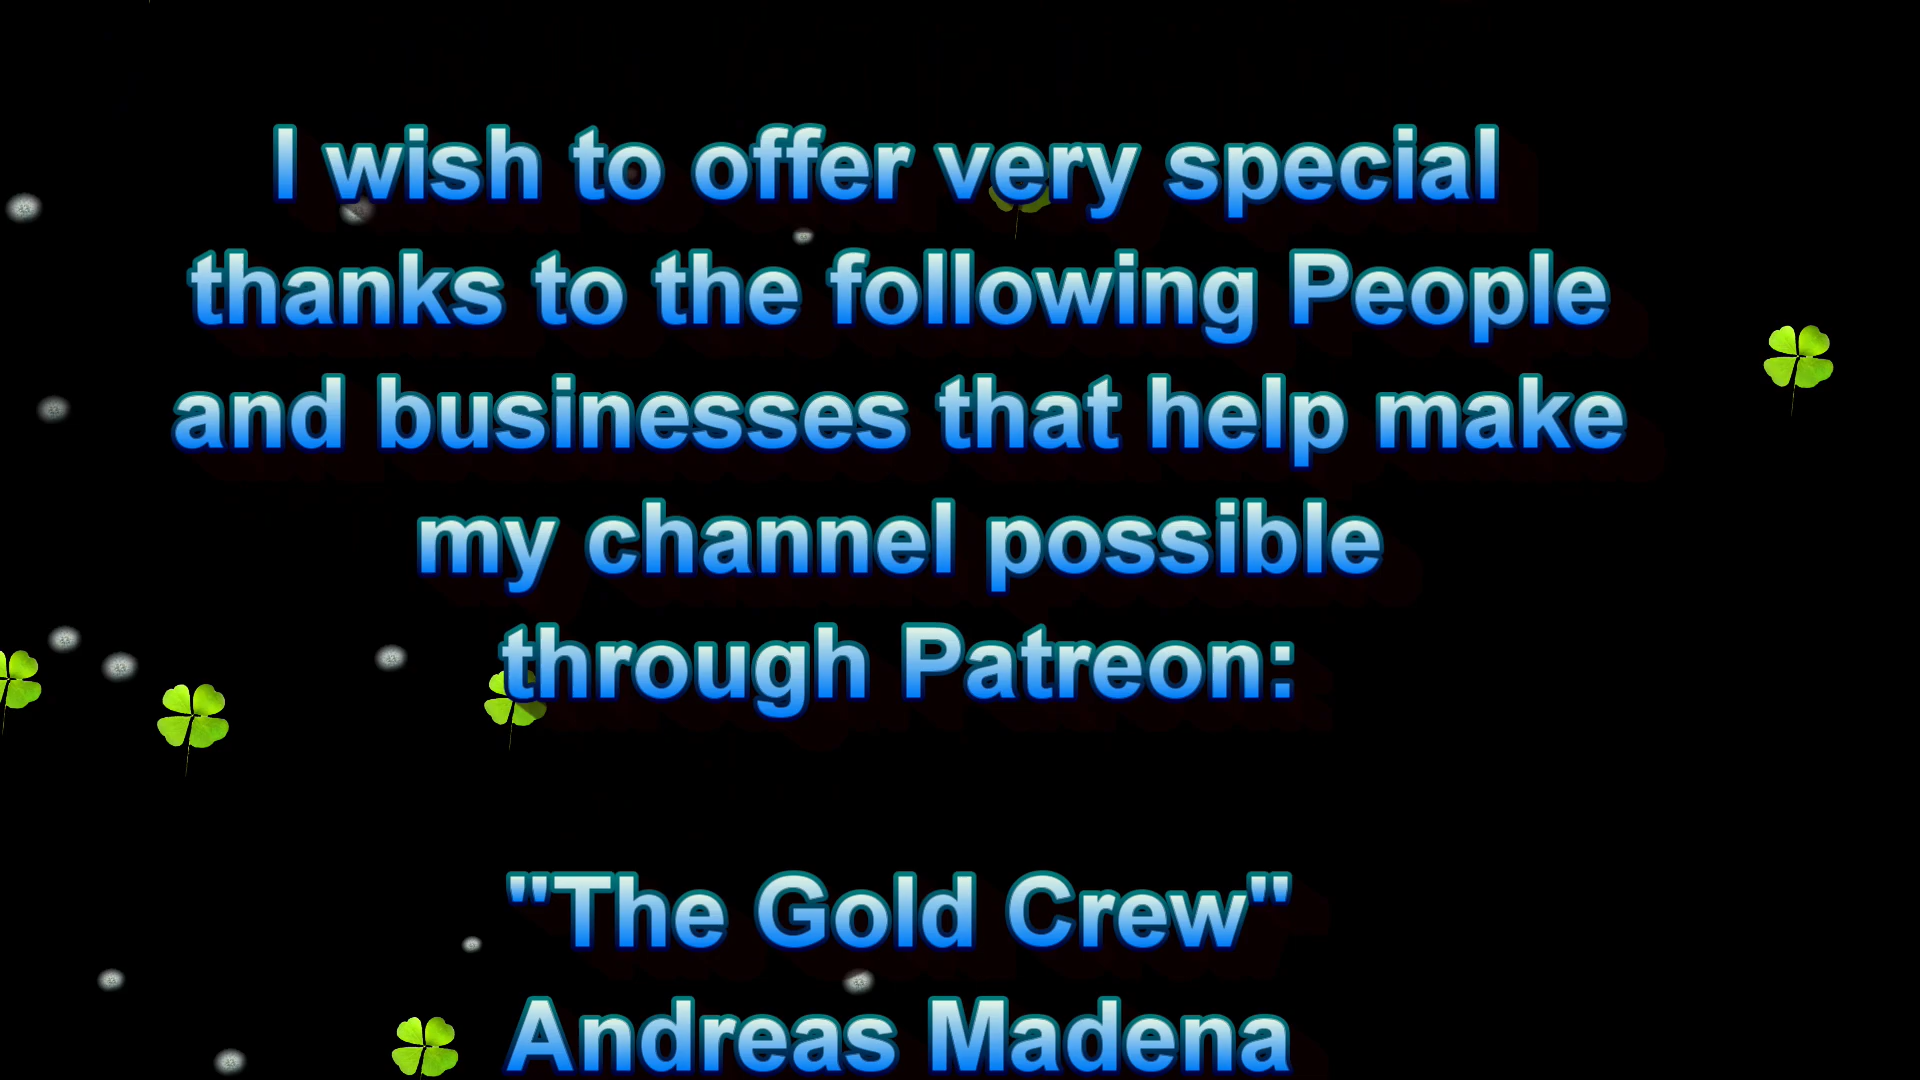 I wish to offer very special
thanks to the following People
and businesses that help make
my channel possible
through Patreon:
"The Gold Crew"
Andreas Madena